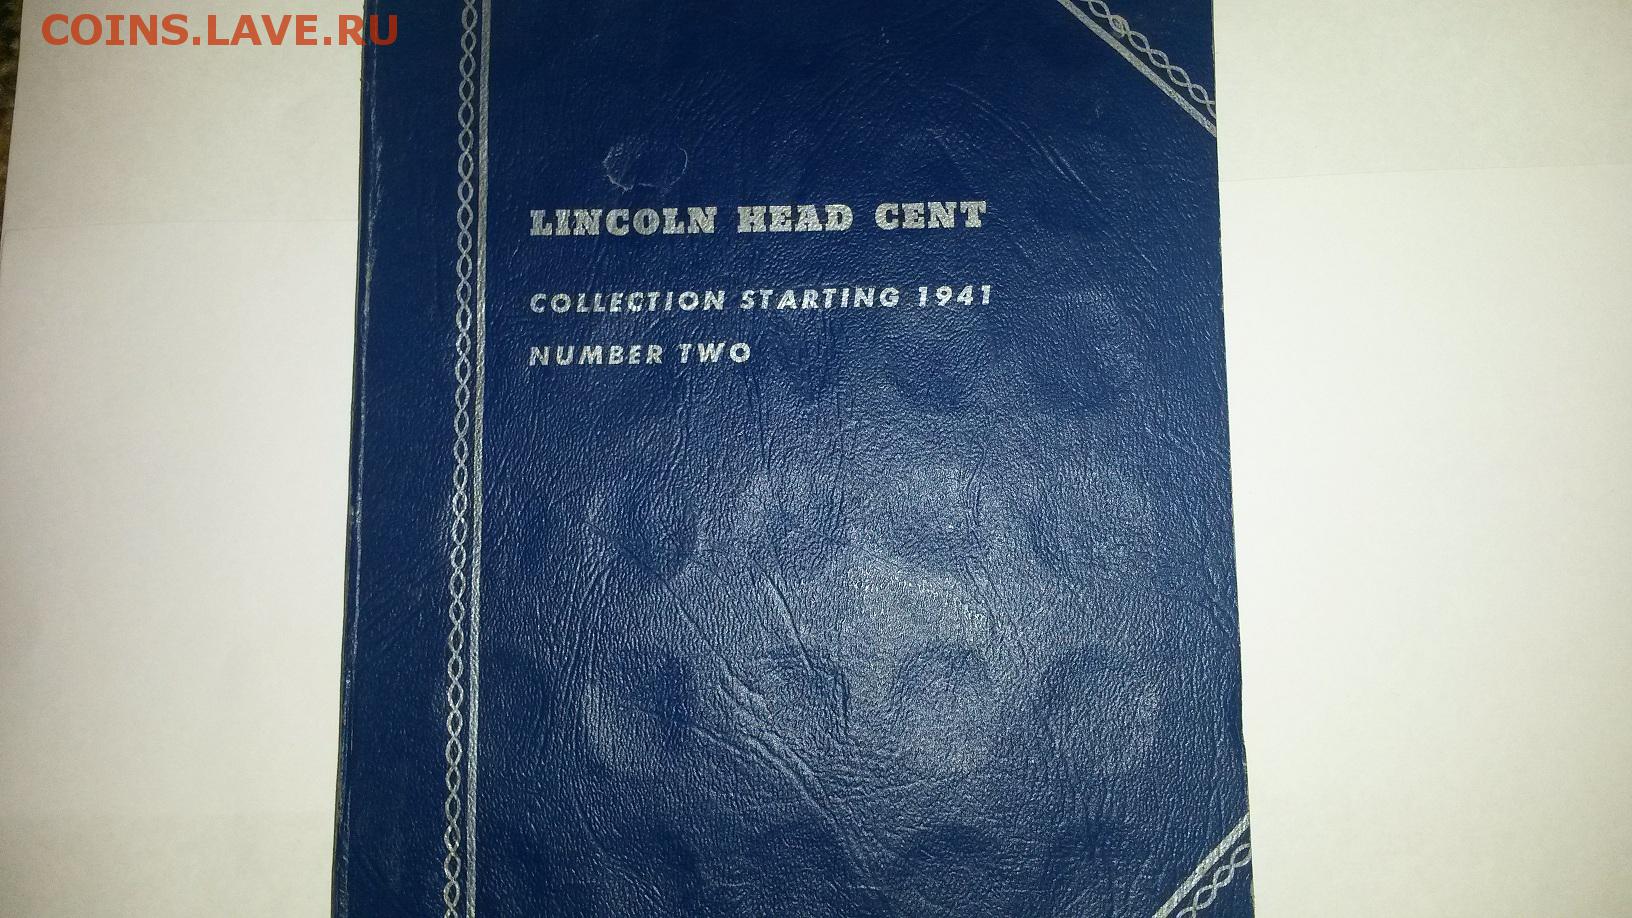 COINS.LAVE.RU
LINCOLN HEAD CENT
COLLECTION STARTING 1941
NUMBER TWO